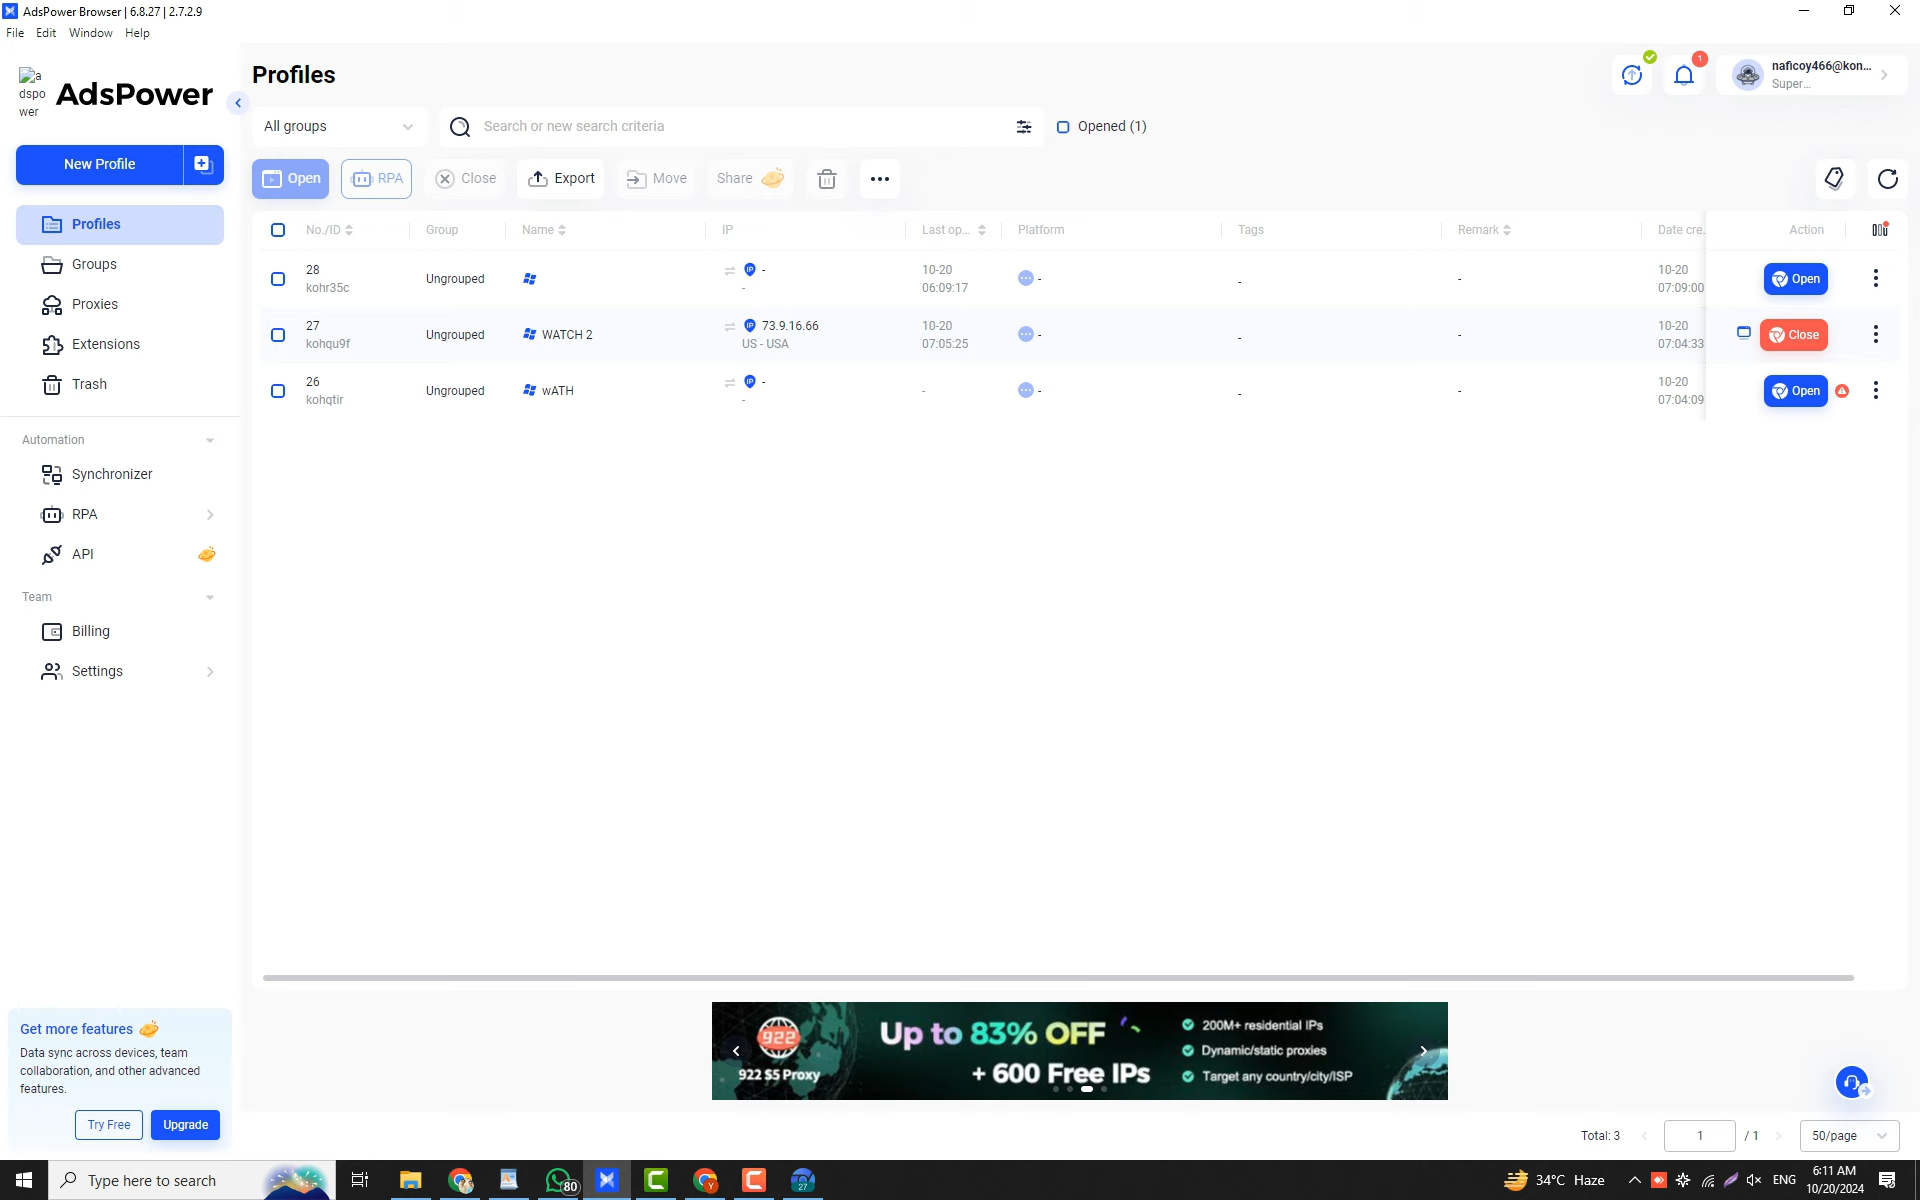 AdsPower Browser | 6.8.27 | 2.7.2.9
File Edit Window Help
adspower
AdsPower
Profiles
1
naficoy466@kon...
Super...
All groups
Search or new search criteria
Opened (1)
New Profile
Open
RPA
Close
Export
Move
Share
Profiles
Groups
Proxies
Extensions
Trash
Automation
Synchronizer
RPA
API
Team
Billing
Settings
No./ID Group Name IP Last op... Platform Tags Remark Date cre. Action
28 IP - 10-20 10-20
kohr35c Ungrouped - 06:09:17 - - - 07:09:00 Open
27 IP 73.9.16.66 10-20 10-20
kohqu9f Ungrouped WATCH 2 US - USA 07:05:25 - - - 07:04:33 Close
26 IP - 10-20
kohqtir Ungrouped wATH - - - - - 07:04:09 Open
Get more features
Data sync across devices, team
collaboration, and other advanced
features.
Try Free Upgrade
922
922 S5 Proxy
Up to 83% OFF
+ 600 Free IPs
200M+ residential IPs
Dynamic/static proxies
Target any country/city/ISP
Total: 3 1 / 1 50/page
Type here to search
80
27
34°C Haze
ENG
6:11 AM
10/20/2024